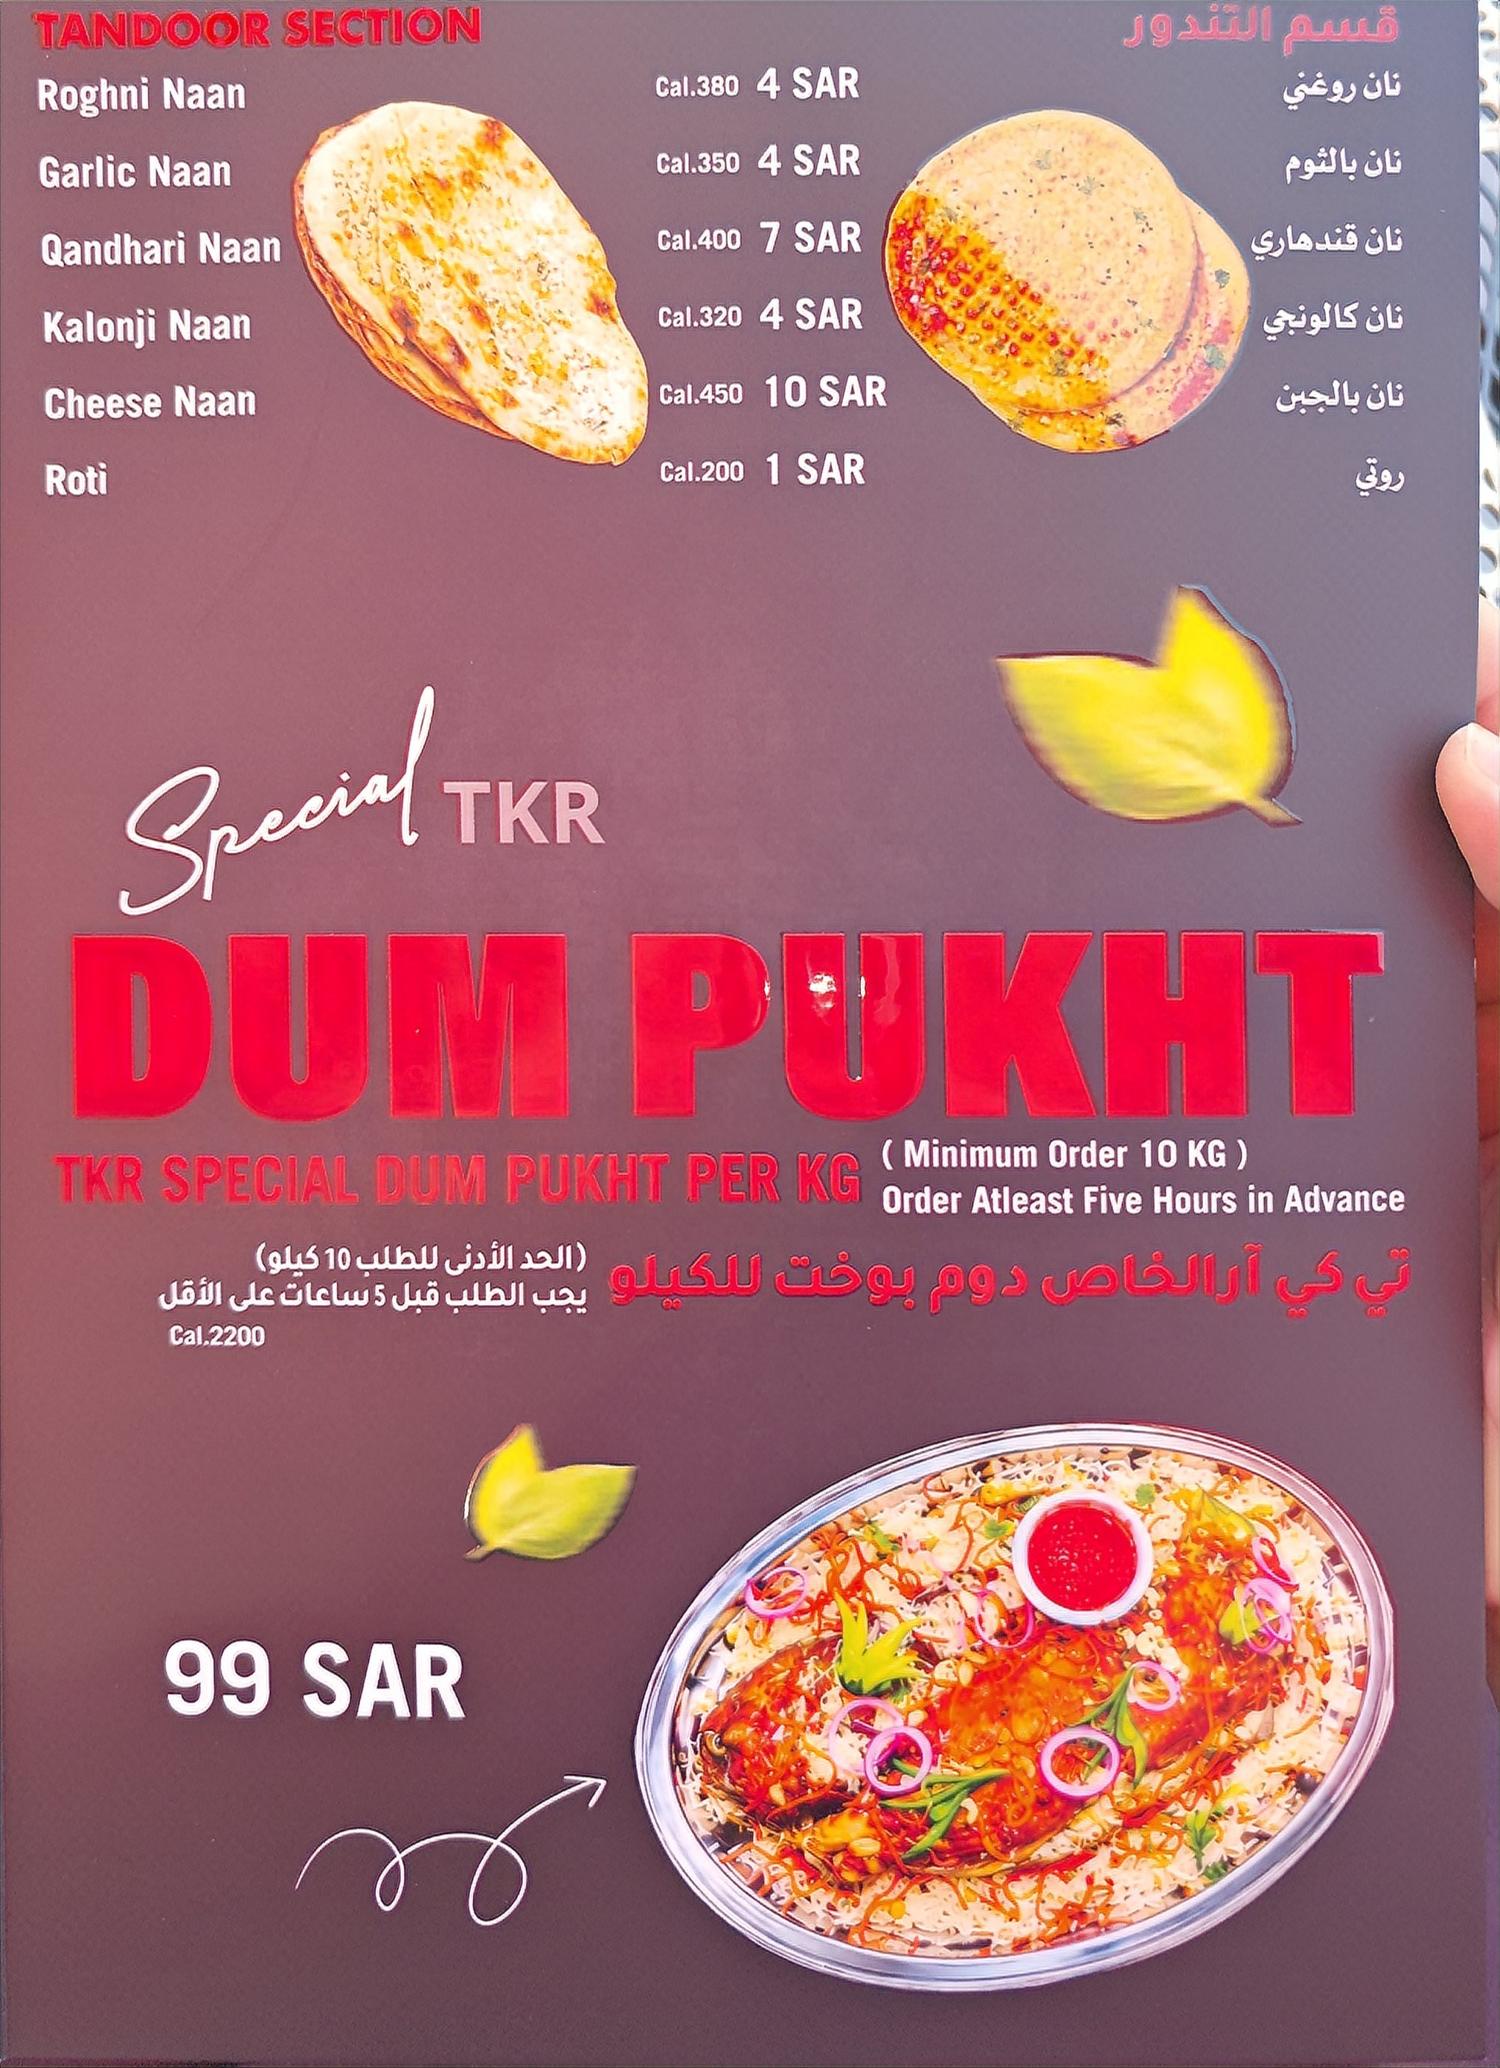 TANDOOR SECTION قسم التندور
Roghni Naan Cal.380 4 SAR نان روغني
Garlic Naan Cal.350 4 SAR نان بالثوم
Qandhari Naan Cal.400 7 SAR نان قندهاري
Kalonji Naan Cal.320 4 SAR نان كالونجي
Cheese Naan Cal.450 10 SAR نان بالجبن
Roti Cal.200 1 SAR روتي
Special TKR
DUM PUKHT
TKR SPECIAL DUM PUKHT PER KG
( Minimum Order 10 KG )
Order Atleast Five Hours in Advance
تي كي آرالخاص دوم بوخت للكيلو
(الحد الأدنى للطلب 10 كيلو)
يجب الطلب قبل 5 ساعات على الأقل
Cal.2200
99 SAR